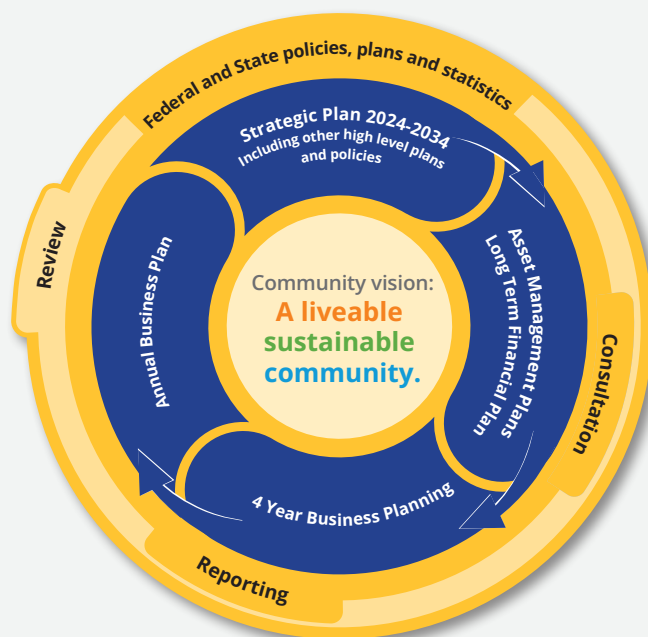 Federal and State policies, plans and statistics
Strategic Plan 2024-2034
Including other high level plans
and policies
Asset Management Plans
Long Term Financial Plan
Consultation
4 Year Business Planning
Reporting
Annual Business Plan
Review
Community vision:
A liveable
sustainable
community.